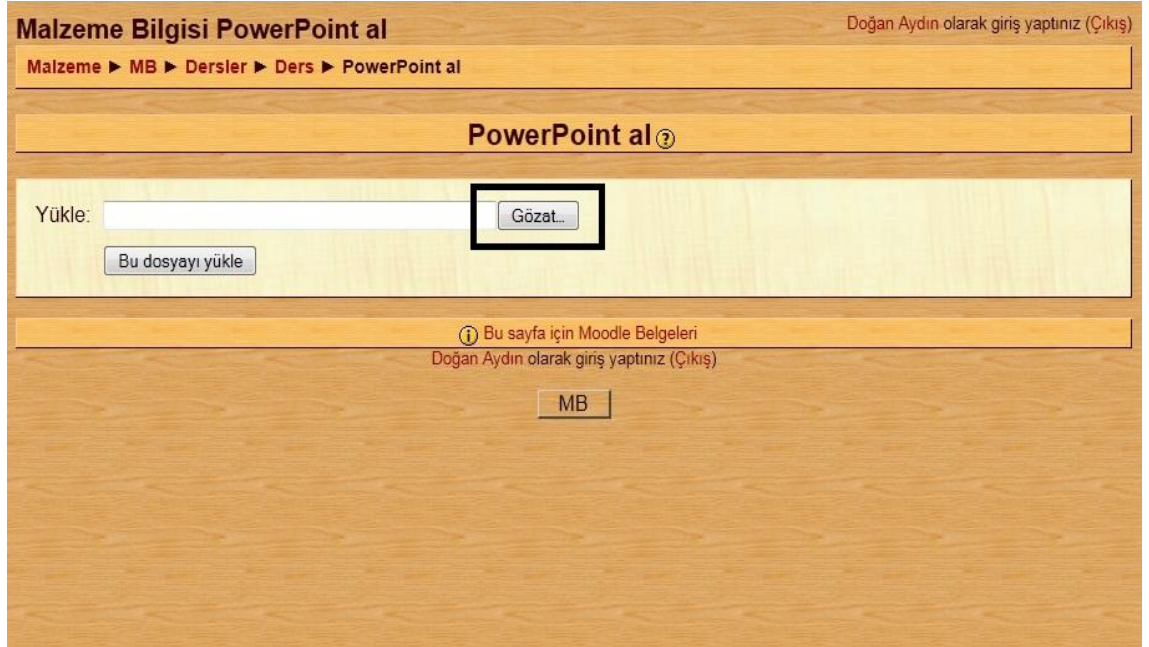 Malzeme Bilgisi PowerPoint al
Doğan Aydın olarak giriş yaptınız (Çıkış)
Malzeme ► MB ► Dersler ► Ders ► PowerPoint al
PowerPoint al
Yükle: Gözat...
Bu dosyayı yükle
Bu sayfa için Moodle Belgeleri
Doğan Aydın olarak giriş yaptınız (Çıkış)
MB